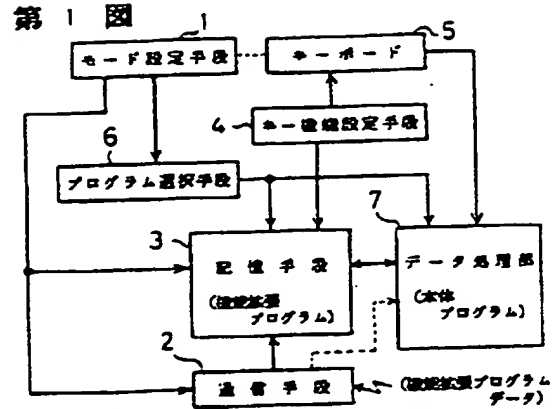 第1図
1
モード設定手段
5
キーボード
4
キー機能設定手段
6
プログラム選択手段
3
記憶手段
(機能拡張
プログラム)
7
データ処理部
(本体
プログラム)
2
通信手段
(機能拡張プログラム
データ)